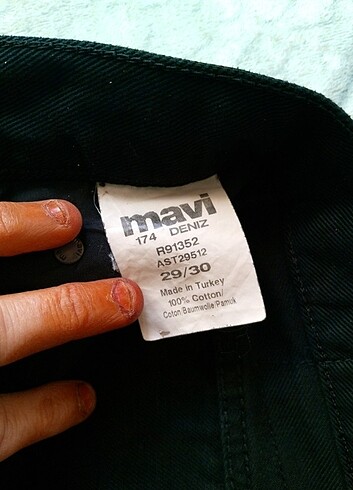 mavi
174 DENIZ
R91352
AST29512
29/30
Made in Turkey
100% Cotton/
Coton/Baumwolle/Pamuk